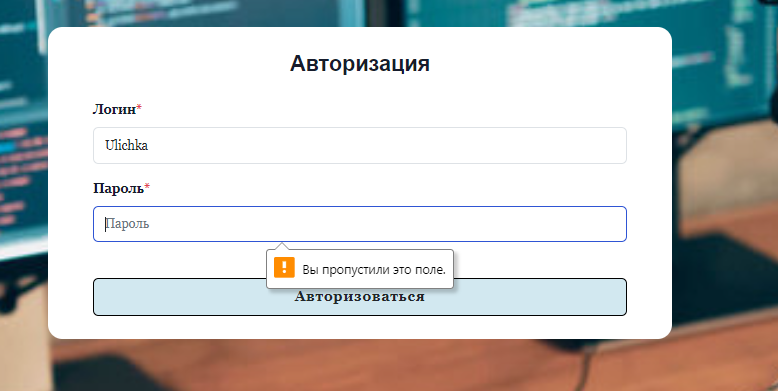 Авторизация
Логин*
Ulichka
Пароль*
Пароль
Вы пропустили это поле.
Авторизоваться